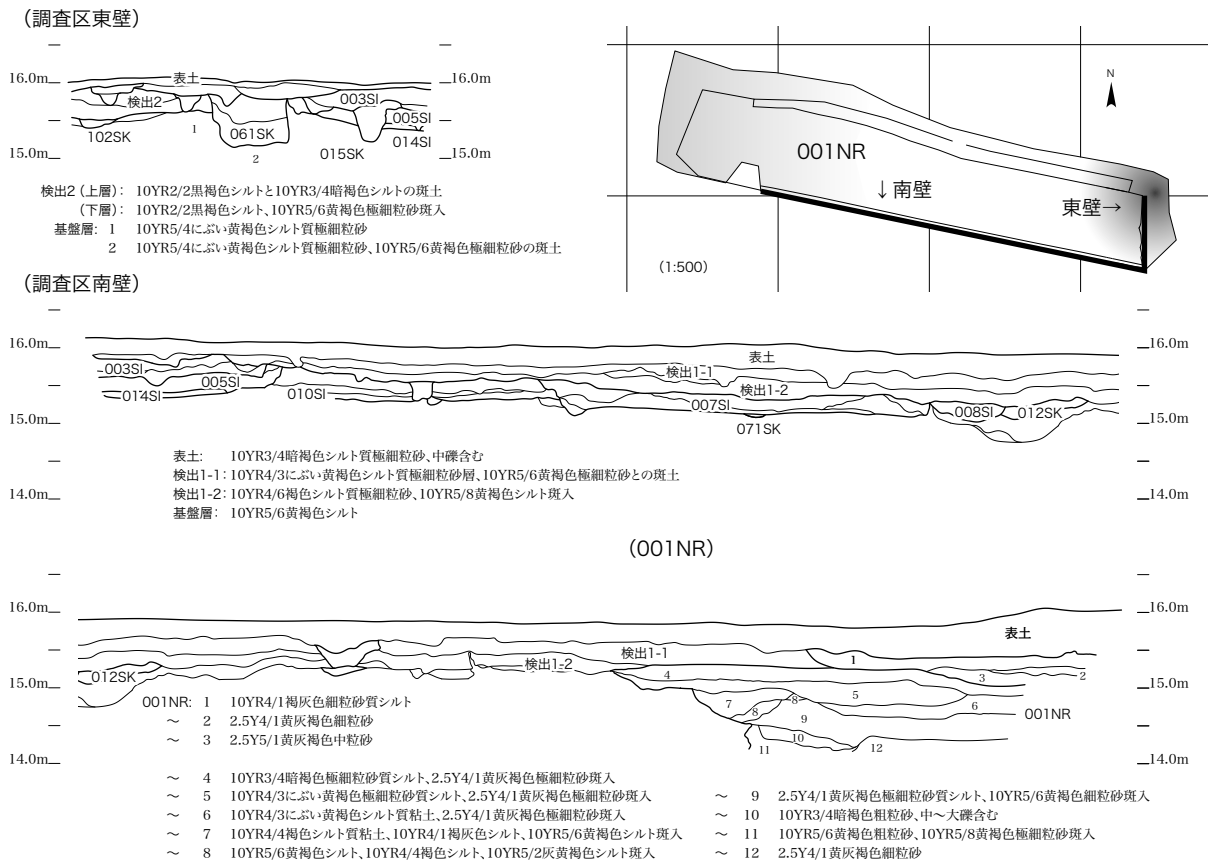 （調査区東壁）
16.0m
表土
16.0m
検出2
003SI
005SI
102SK
1
061SK
014SI
015SK
15.0m
2
15.0m
検出2（上層）： 10YR2/2黒褐色シルトと10YR3/4暗褐色シルトの斑土
（下層）： 10YR2/2黒褐色シルト、10YR5/6黄褐色極細粒砂斑入
基盤層： 1 10YR5/4にぶい黄褐色シルト質極細粒砂
2 10YR5/4にぶい黄褐色シルト質極細粒砂、10YR5/6黄褐色極細粒砂の斑土
N
001NR
↓南壁
東壁→
（1:500）
（調査区南壁）
16.0m
表土
16.0m
003SI
検出1-1
005SI
検出1-2
014SI
010SI
007SI
008SI
012SK
15.0m
071SK
15.0m
表土： 10YR3/4暗褐色シルト質極細粒砂、中礫含む
検出1-1： 10YR4/3にぶい黄褐色シルト質極細粒砂層、10YR5/6黄褐色極細粒砂との斑土
検出1-2： 10YR4/6褐色シルト質極細粒砂、10YR5/8黄褐色シルト斑入
基盤層： 10YR5/6黄褐色シルト
14.0m
14.0m
（001NR）
16.0m
16.0m
表土
検出1-1
1
検出1-2
012SK
4
3
2
15.0m
15.0m
5
8
7
8
6
9
001NR
10
11
12
14.0m
14.0m
001NR： 1 10YR4/1褐灰色細粒砂質シルト
～ 2 2.5Y4/1黄灰褐色細粒砂
～ 3 2.5Y5/1黄灰褐色中粒砂
～ 4 10YR3/4暗褐色極細粒砂質シルト、2.5Y4/1黄灰褐色極細粒砂斑入
～ 5 10YR4/3にぶい黄褐色極細粒砂質シルト、2.5Y4/1黄灰褐色極細粒砂斑入
～ 6 10YR4/3にぶい黄褐色シルト質粘土、2.5Y4/1黄灰褐色シルト斑入
～ 7 10YR4/4褐色シルト質粘土、10YR4/1褐灰色シルト、10YR5/6黄褐色シルト斑入
～ 8 10YR5/6黄褐色シルト、10YR4/4褐色シルト、10YR5/2灰黄褐色シルト斑入
～ 9 2.5Y4/1黄灰褐色極細粒砂質シルト、10YR5/6黄褐色細粒砂斑入
～ 10 10YR3/4暗褐色粗粒砂、中～大礫含む
～ 11 10YR5/6黄褐色粗粒砂、10YR5/8黄褐色極細粒砂斑入
～ 12 2.5Y4/1黄灰褐色細粒砂